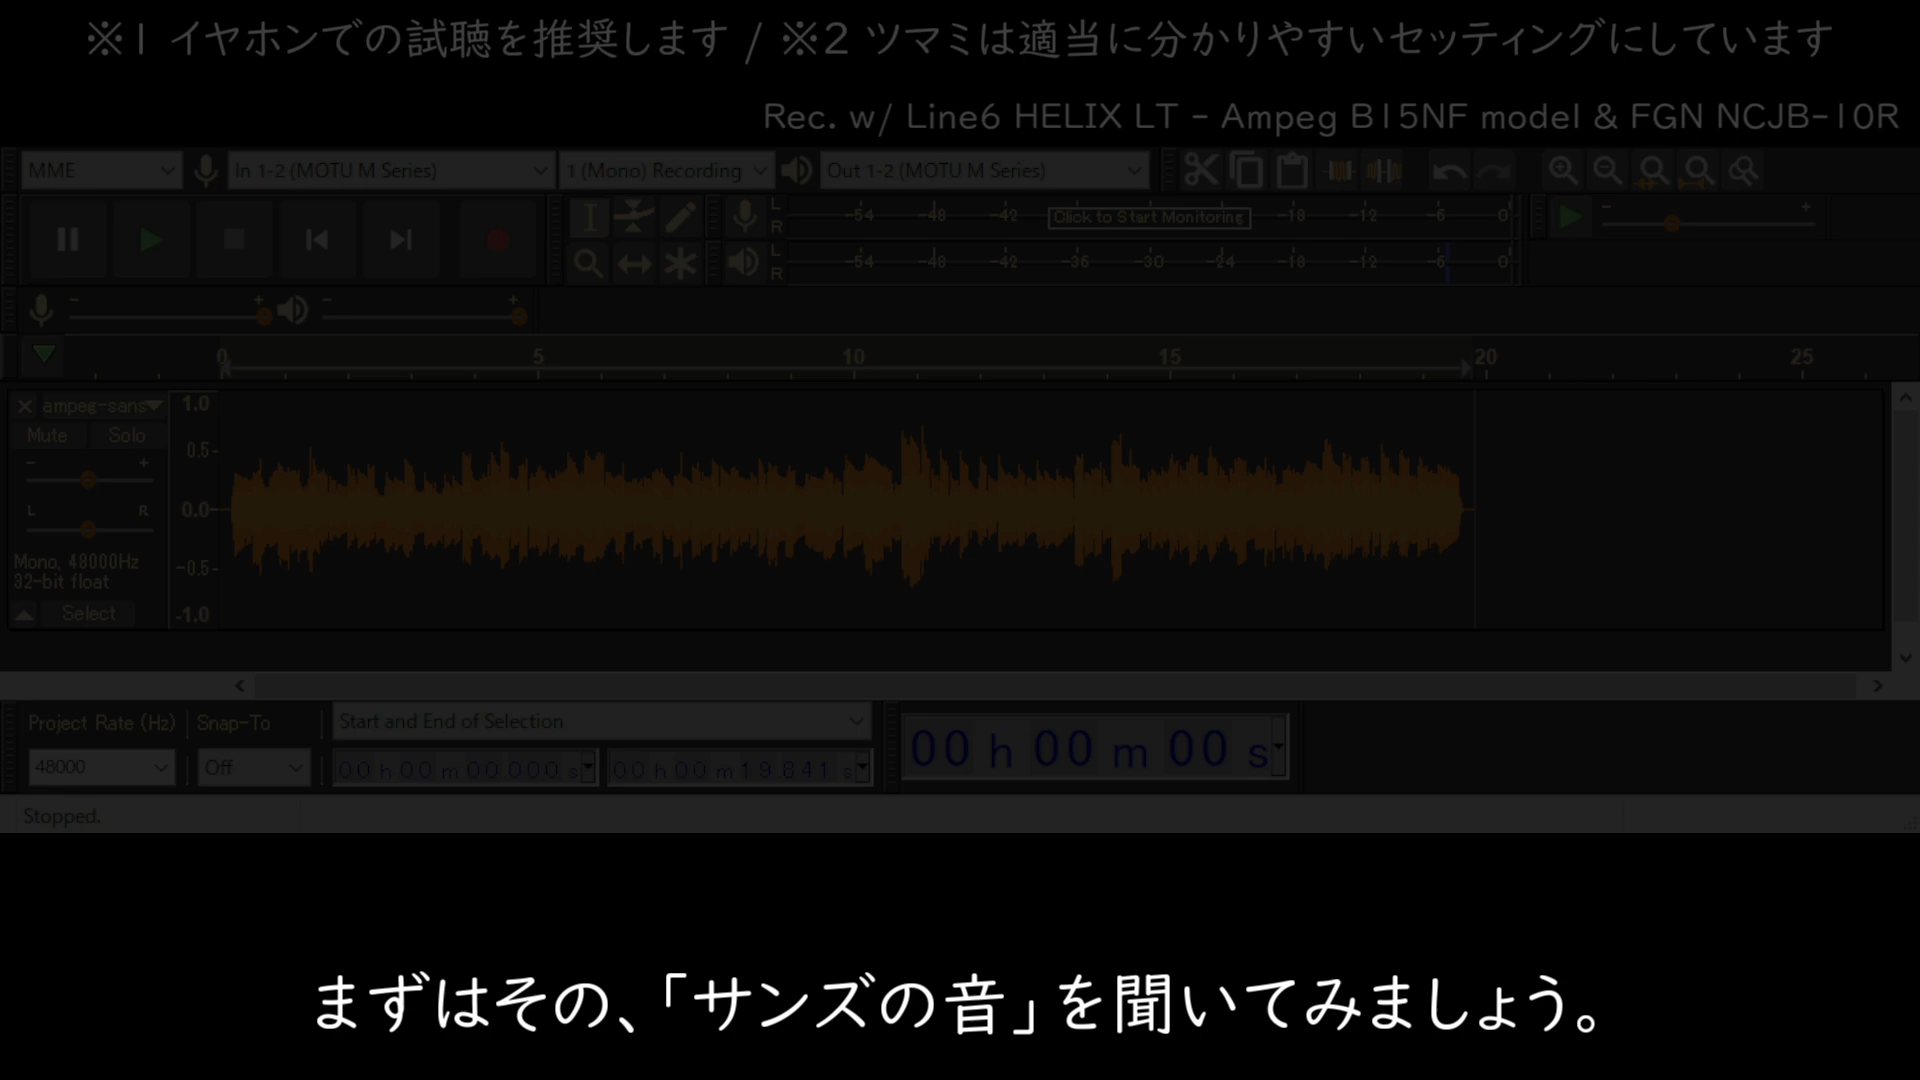 ※1 イヤホンでの試聴を推奨します / ※2 ツマミは適当に分かりやすいセッティングにしています
Rec. w/ Line6 HELIX LT - Ampeg B15NF model & FGN NCJB-10R
MME
In 1-2 (MOTU M Series)
1 (Mono) Recording
Out 1-2 (MOTU M Series)
L
R
-54 -48 -42 Click to Start Monitoring -18 -12 -6 0
L
R
-54 -48 -42 -36 -30 -24 -18 -12 -6 0
0 5 10 15 20 25
ampeg-sans
Mute Solo
L R
Mono, 48000Hz
32-bit float
Select
1.0
0.5
0.0
-0.5
-1.0
Project Rate (Hz) Snap-To
Start and End of Selection
48000
Off
00 h 00 m 00.000 s
00 h 00 m 19.841 s
00 h 00 m 00 s
Stopped.
まずはその、「サンズの音」を聞いてみましょう。